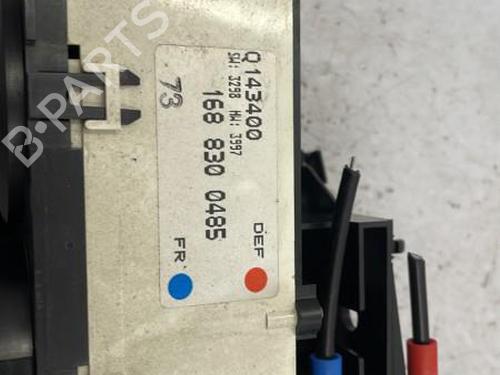 Q143400
SW: 3298 HW: 3997
168 830 0485
73
DEF
FR
B-PARTS